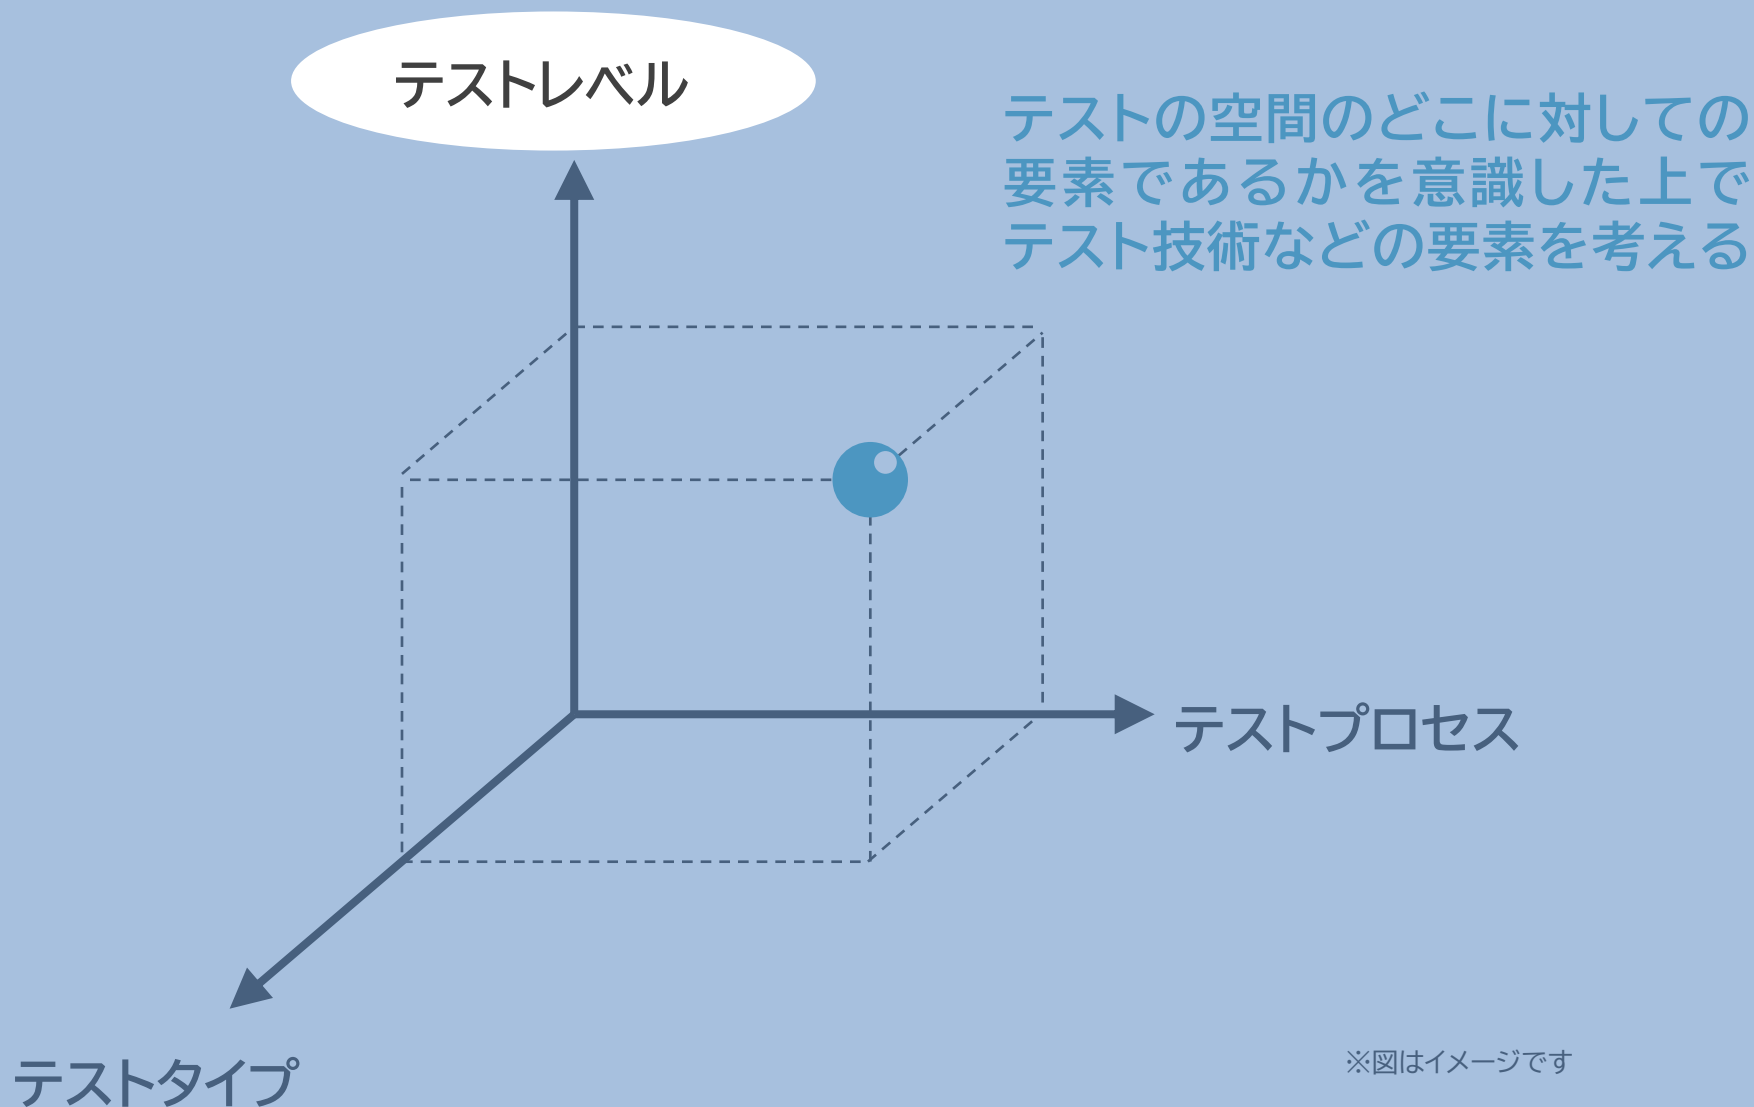 テストレベル
テストの空間のどこに対しての
要素であるかを意識した上で
テスト技術などの要素を考える
テストプロセス
テストタイプ
※図はイメージです